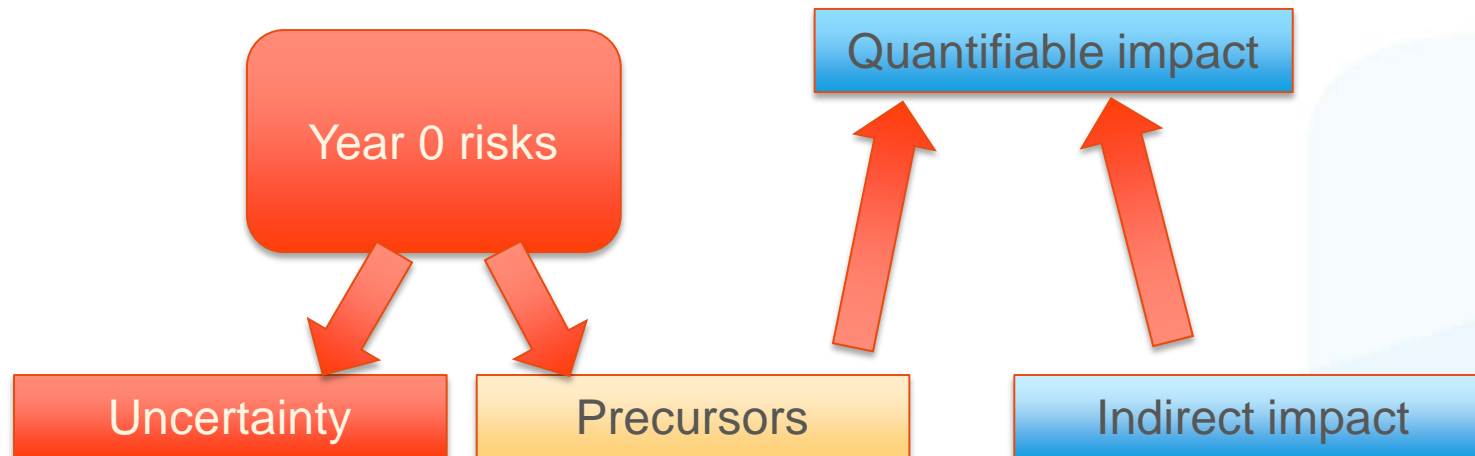 Quantifiable impact
Year 0 risks
Uncertainty
Precursors
Indirect impact